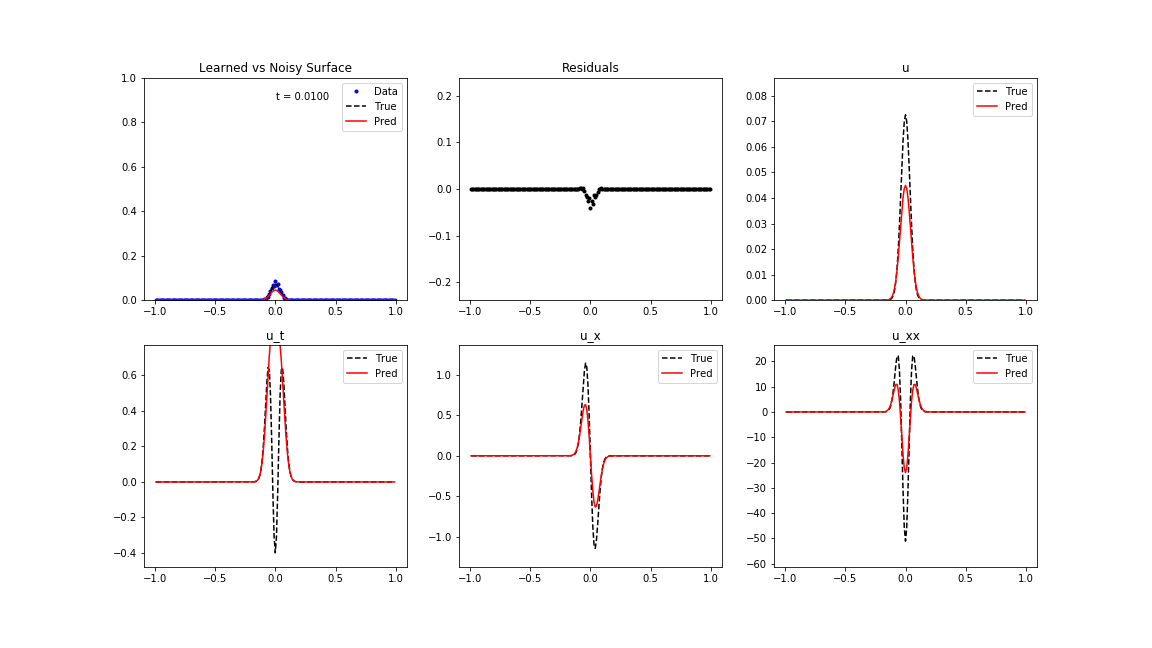 Learned vs Noisy Surface
t = 0.0100
Data
True
Pred
1.0
0.8
0.6
0.4
0.2
0.0
−1.0 −0.5 0.0 0.5 1.0
Residuals
0.2
0.1
0.0
−0.1
−0.2
−1.0 −0.5 0.0 0.5 1.0
u
True
Pred
0.08
0.07
0.06
0.05
0.04
0.03
0.02
0.01
0.00
−1.0 −0.5 0.0 0.5 1.0
u_t
True
Pred
0.6
0.4
0.2
0.0
−0.2
−0.4
−1.0 −0.5 0.0 0.5 1.0
u_x
True
Pred
1.0
0.5
0.0
−0.5
−1.0
−1.0 −0.5 0.0 0.5 1.0
u_xx
True
Pred
20
10
0
−10
−20
−30
−40
−50
−60
−1.0 −0.5 0.0 0.5 1.0